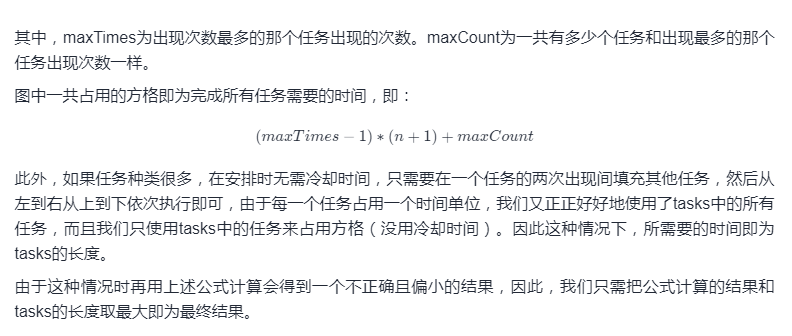 其中，maxTimes为出现次数最多的那个任务出现的次数。maxCount为一共有多少个任务和出现最多的那个
任务出现次数一样。
图中一共占用的方格即为完成所有任务需要的时间，即：
(maxTimes − 1) ∗ (n + 1) + maxCount
此外，如果任务种类很多，在安排时无需冷却时间，只需要在一个任务的两次出现间填充其他任务，然后从
左到右从上到下依次执行即可，由于每一个任务占用一个时间单位，我们又正正好好地使用了tasks中的所有
任务，而且我们只使用tasks中的任务来占用方格（没用冷却时间）。因此这种情况下，所需要的时间即为
tasks的长度。
由于这种情况时再用上述公式计算会得到一个不正确且偏小的结果，因此，我们只需把公式计算的结果和
tasks的长度取最大即为最终结果。